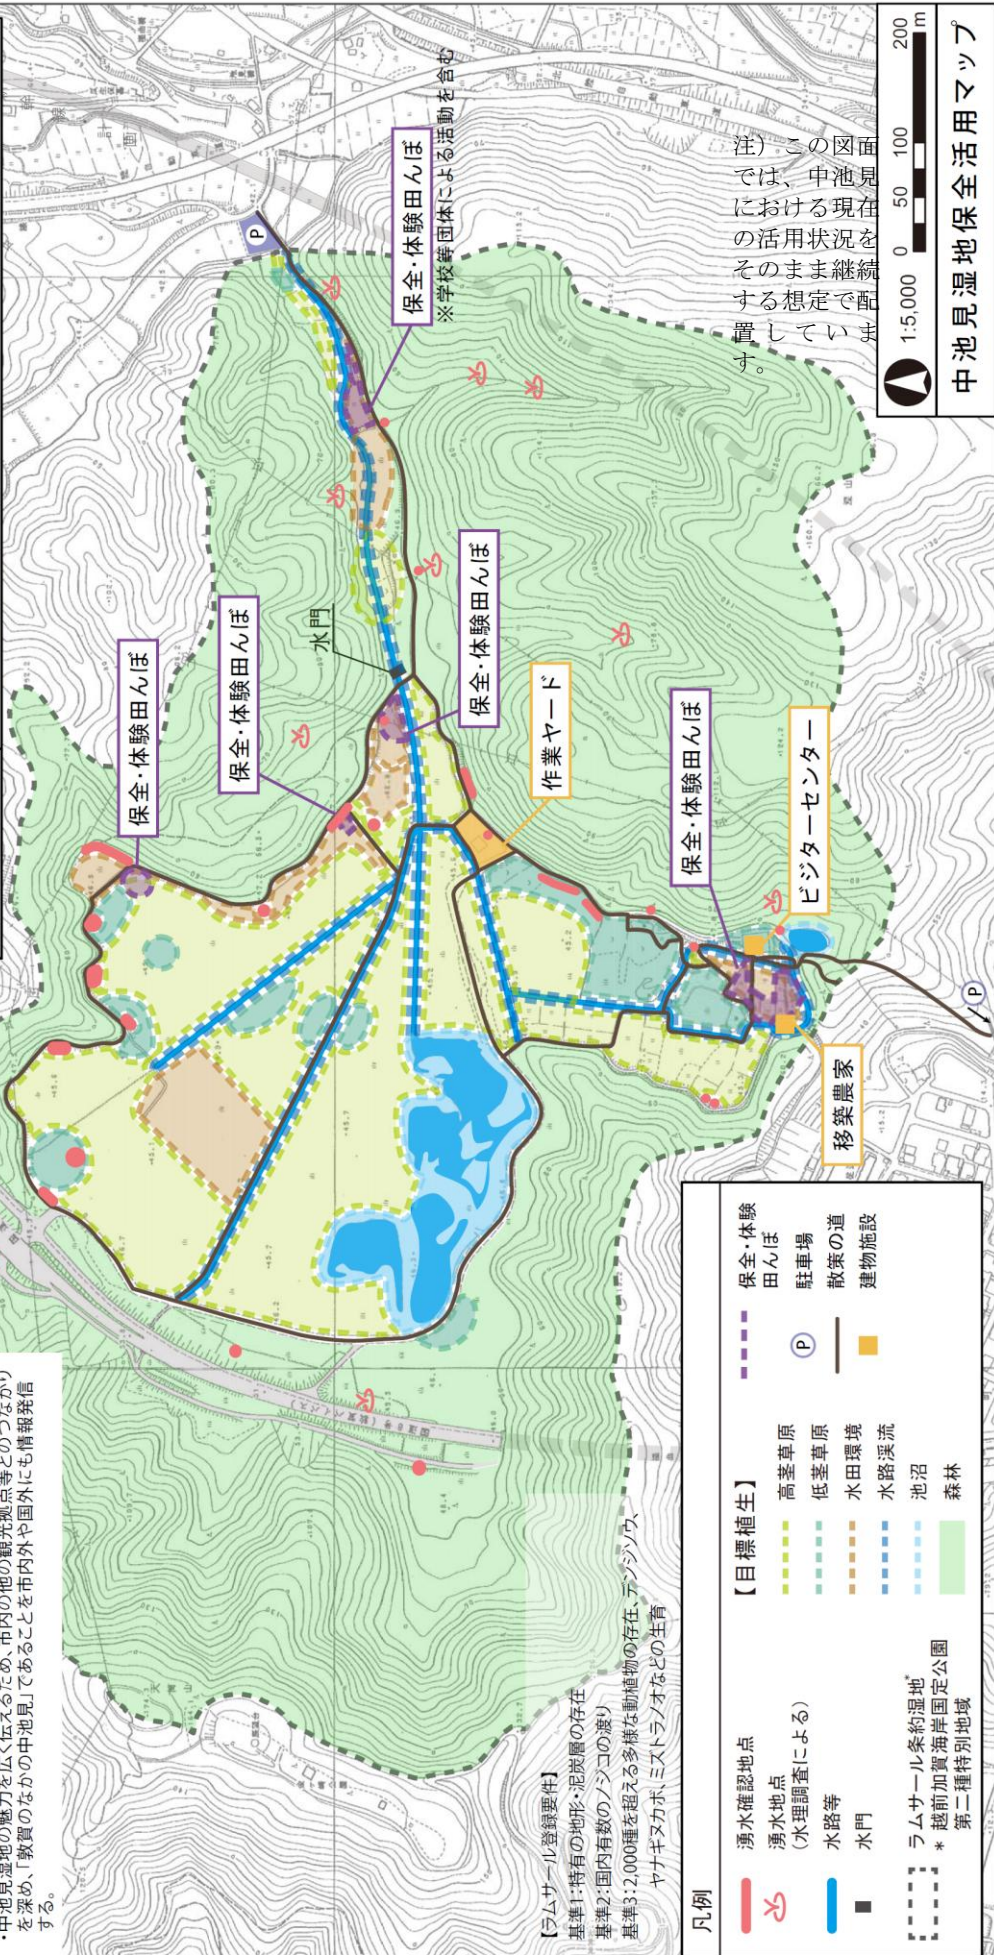 ・中池見湿地の魅力を広く伝えるため、市内の他の観光拠点等とのつながり
を深め、「敦賀のなかの中池見」であることを市内外や国外にも情報発信
する。
保全・体験田んぼ
保全・体験田んぼ
水門
保全・体験田んぼ
保全・体験田んぼ
※学校等団体による活動を含む
作業ヤード
保全・体験田んぼ
ビジターセンター
移築農家
P
P
注）この図面
では、中池見
における現在
の活用状況を
そのまま継続
する想定で配
置していま
す。
【ラムサール登録要件】
基準1：特有の地形・泥炭層の存在
基準2：国内有数のノジコの渡り
基準3：2,000種を超える多様な動植物の存在、デンジソウ、
ヤナギヌカボ、ミズトラノオなどの生育
凡例
湧水確認地点
湧水地点
（水理調査による）
水路等
水門
ラムサール条約湿地*
* 越前加賀海岸国定公園
第二種特別地域
【目標植生】
高茎草原
低茎草原
水田環境
水路渓流
池沼
森林
保全・体験
田んぼ
P 駐車場
散策の道
建物施設
1:5,000 0 50 100 200 m
中池見湿地保全活用マップ